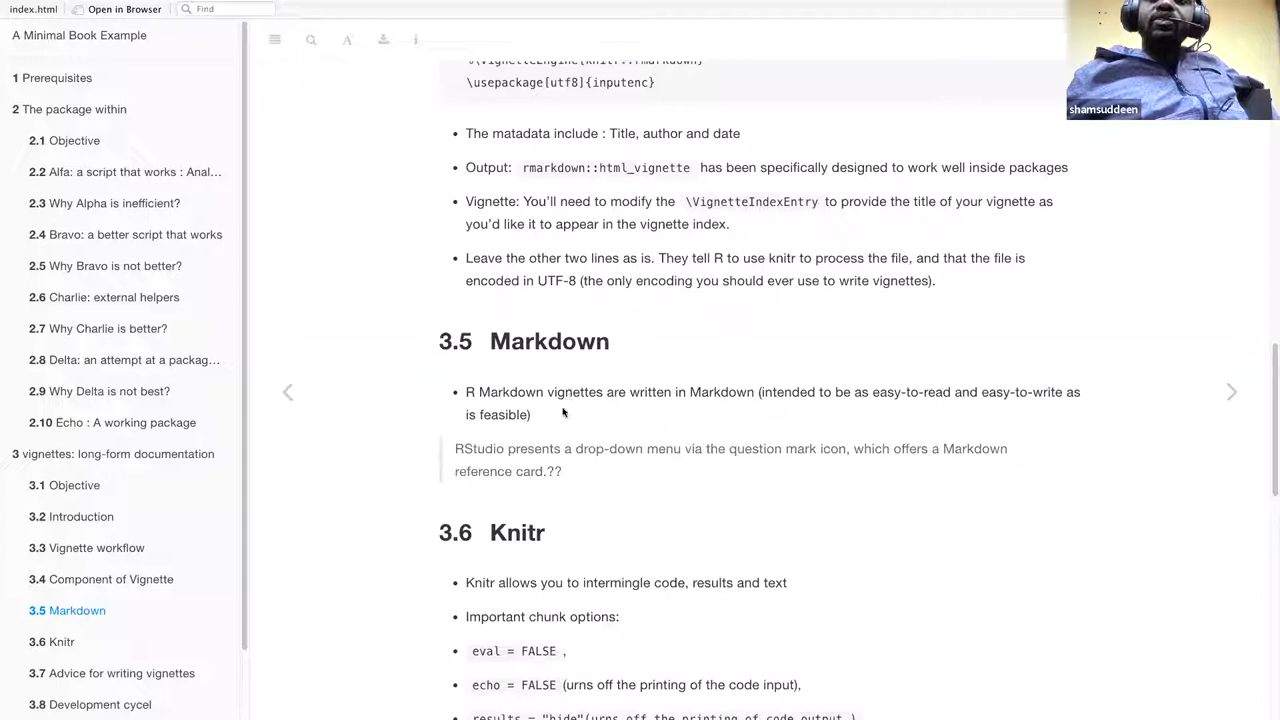 index.html
Open in Browser
Find
A Minimal Book Example
1 Prerequisites
2 The package within
2.1 Objective
2.2 Alfa: a script that works : Anal…
2.3 Why Alpha is inefficient?
2.4 Bravo: a better script that works
2.5 Why Bravo is not better?
2.6 Charlie: external helpers
2.7 Why Charlie is better?
2.8 Delta: an attempt at a packag…
2.9 Why Delta is not best?
2.10 Echo : A working package
3 vignettes: long-form documentation
3.1 Objective
3.2 Introduction
3.3 Vignette workflow
3.4 Component of Vignette
3.5 Markdown
3.6 Knitr
3.7 Advice for writing vignettes
3.8 Development cycel
\usepackage[utf8]{inputenc}
• The matadata include : Title, author and date
• Output: rmarkdown::html_vignette has been specifically designed to work well inside packages
• Vignette: You'll need to modify the \VignetteIndexEntry to provide the title of your vignette as
you'd like it to appear in the vignette index.
• Leave the other two lines as is. They tell R to use knitr to process the file, and that the file is
encoded in UTF-8 (the only encoding you should ever use to write vignettes).
3.5 Markdown
• R Markdown vignettes are written in Markdown (intended to be as easy-to-read and easy-to-write as
is feasible)
RStudio presents a drop-down menu via the question mark icon, which offers a Markdown
reference card.??
3.6 Knitr
• Knitr allows you to intermingle code, results and text
• Important chunk options:
• eval = FALSE ,
• echo = FALSE (urns off the printing of the code input),
• results = "hide"(urns off the printing of code output )
shamsuddeen